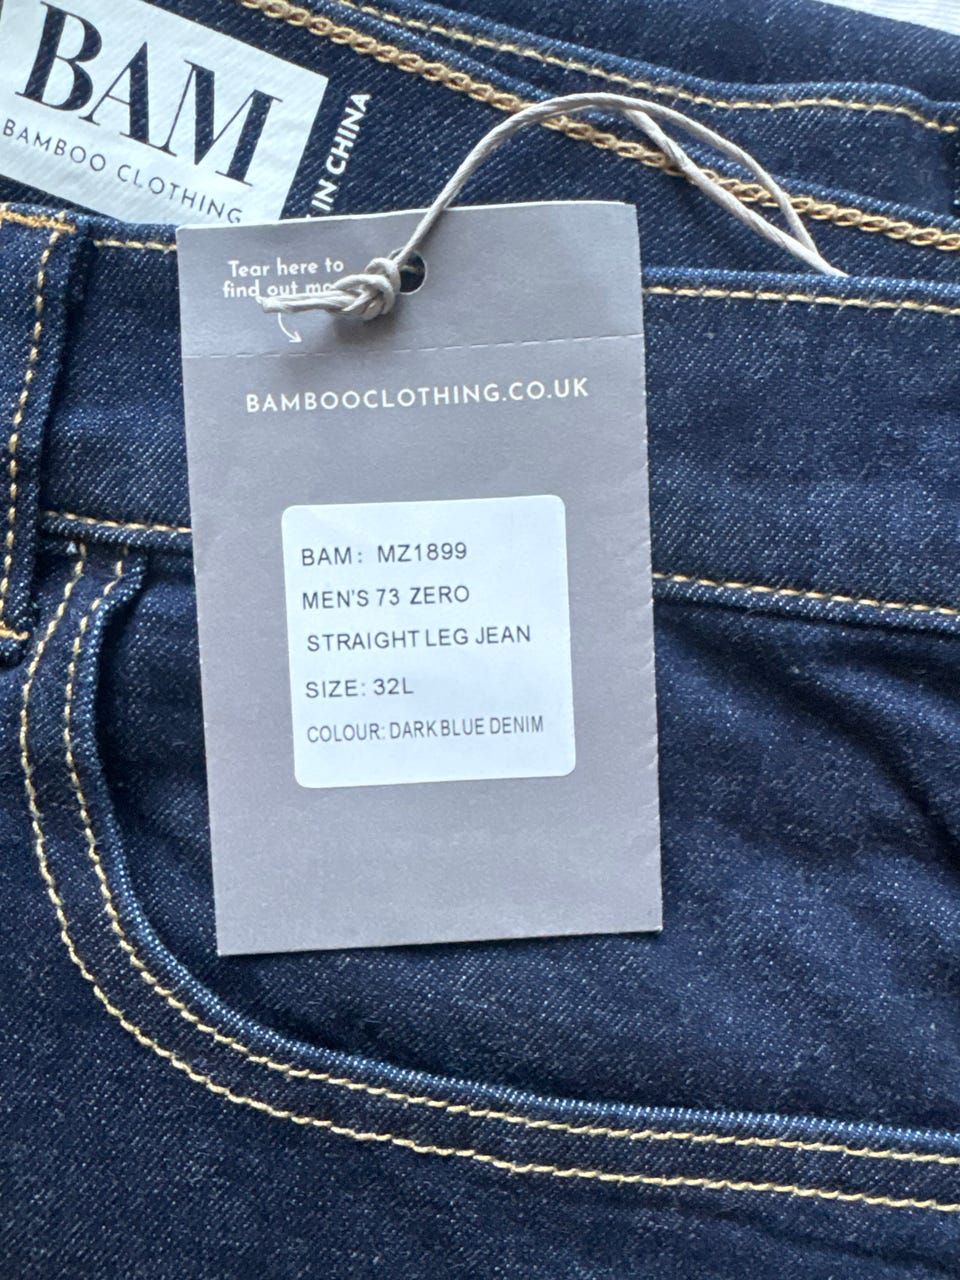 BAM
BAMBOO CLOTHING
IN CHINA
Tear here to
find out
BAMBOOCLOTHING.CO.UK
BAM: MZ1899
MEN'S 73 ZERO
STRAIGHT LEG JEAN
SIZE: 32L
COLOUR: DARK BLUE DENIM